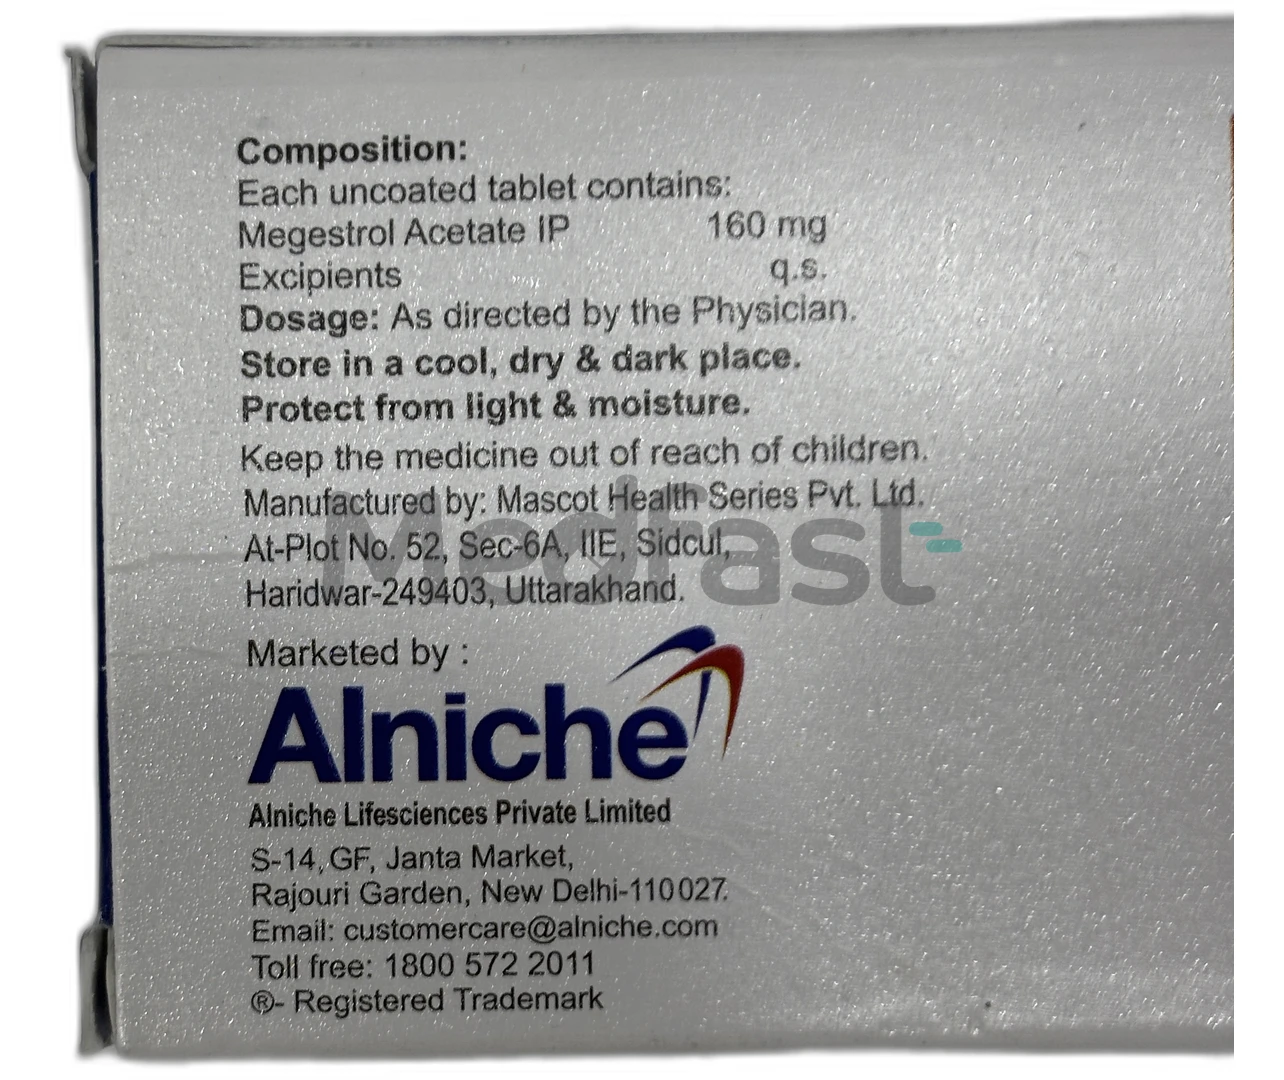 Composition:
Each uncoated tablet contains:
Megestrol Acetate IP 160 mg
Excipients q.s.
Dosage: As directed by the Physician.
Store in a cool, dry & dark place.
Protect from light & moisture.
Keep the medicine out of reach of children.
Manufactured by: Mascot Health Series Pvt. Ltd.
At-Plot No. 52, Sec-6A, IIE, Sidcul,
Haridwar-249403, Uttarakhand.
Medrast
Marketed by :
Alniche
Alniche Lifesciences Private Limited
S-14, GF, Janta Market,
Rajouri Garden, New Delhi-110027.
Email: customercare@alniche.com
Toll free: 1800 572 2011
®- Registered Trademark